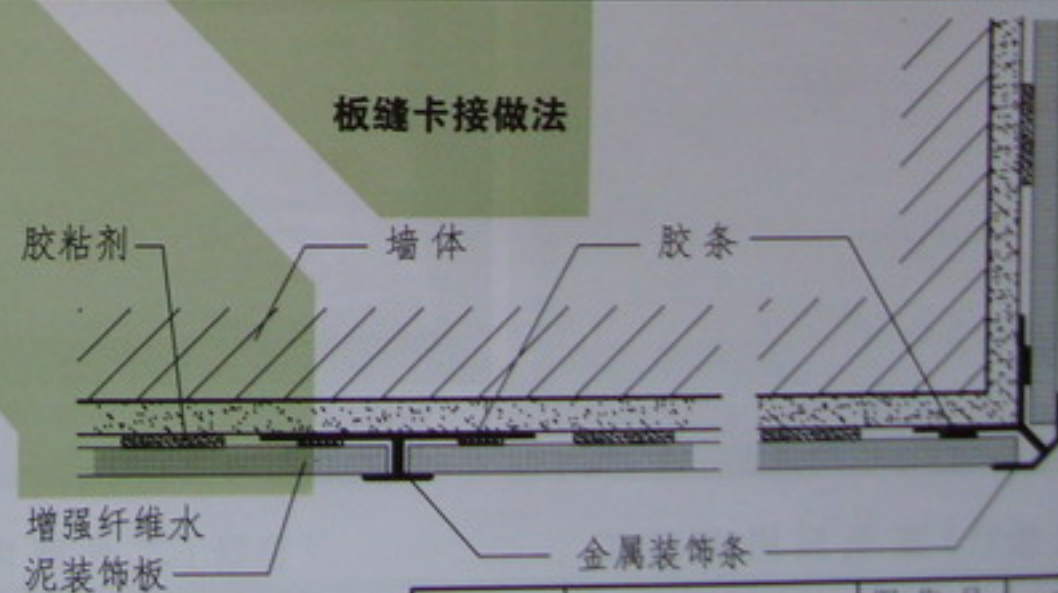 板缝卡接做法
胶粘剂
墙体
胶条
增强纤维水
泥装饰板
金属装饰条